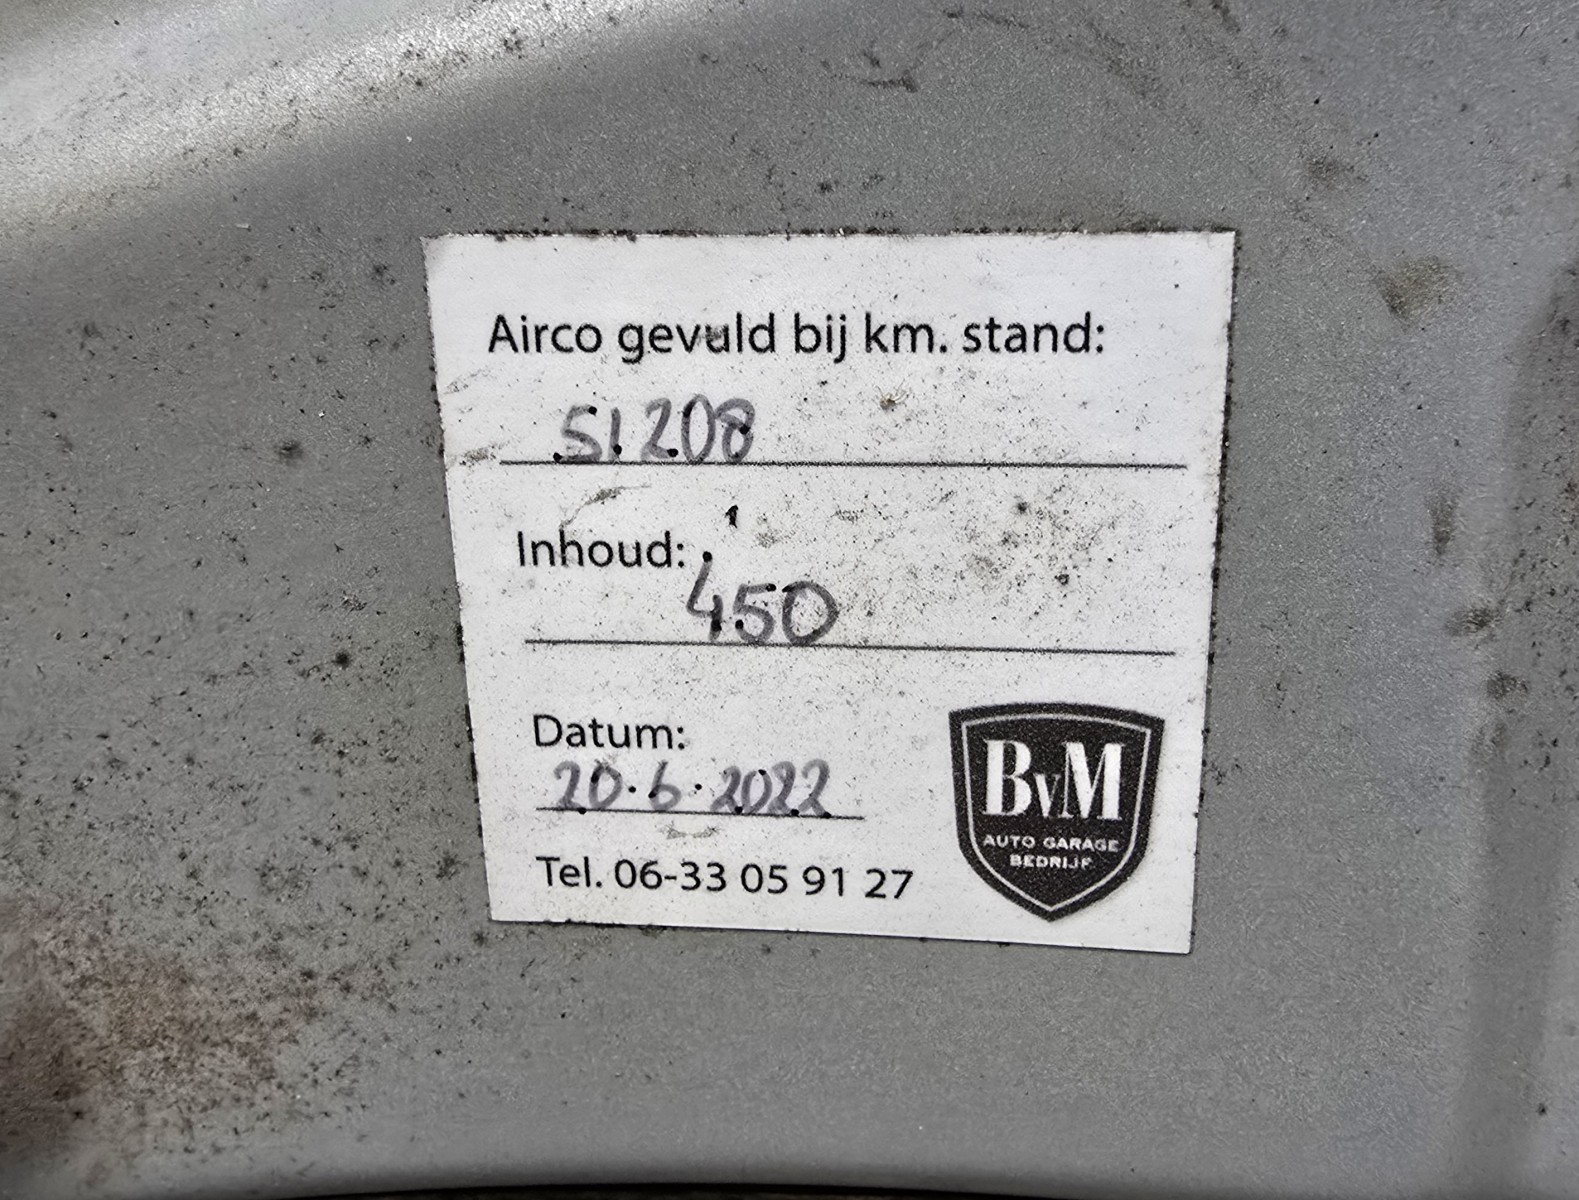 Airco gevuld bij km. stand:
51208
Inhoud:
450
Datum:
20.6.2022
Tel. 06-33 05 91 27
BvM
AUTO GARAGE
BEDRIJF